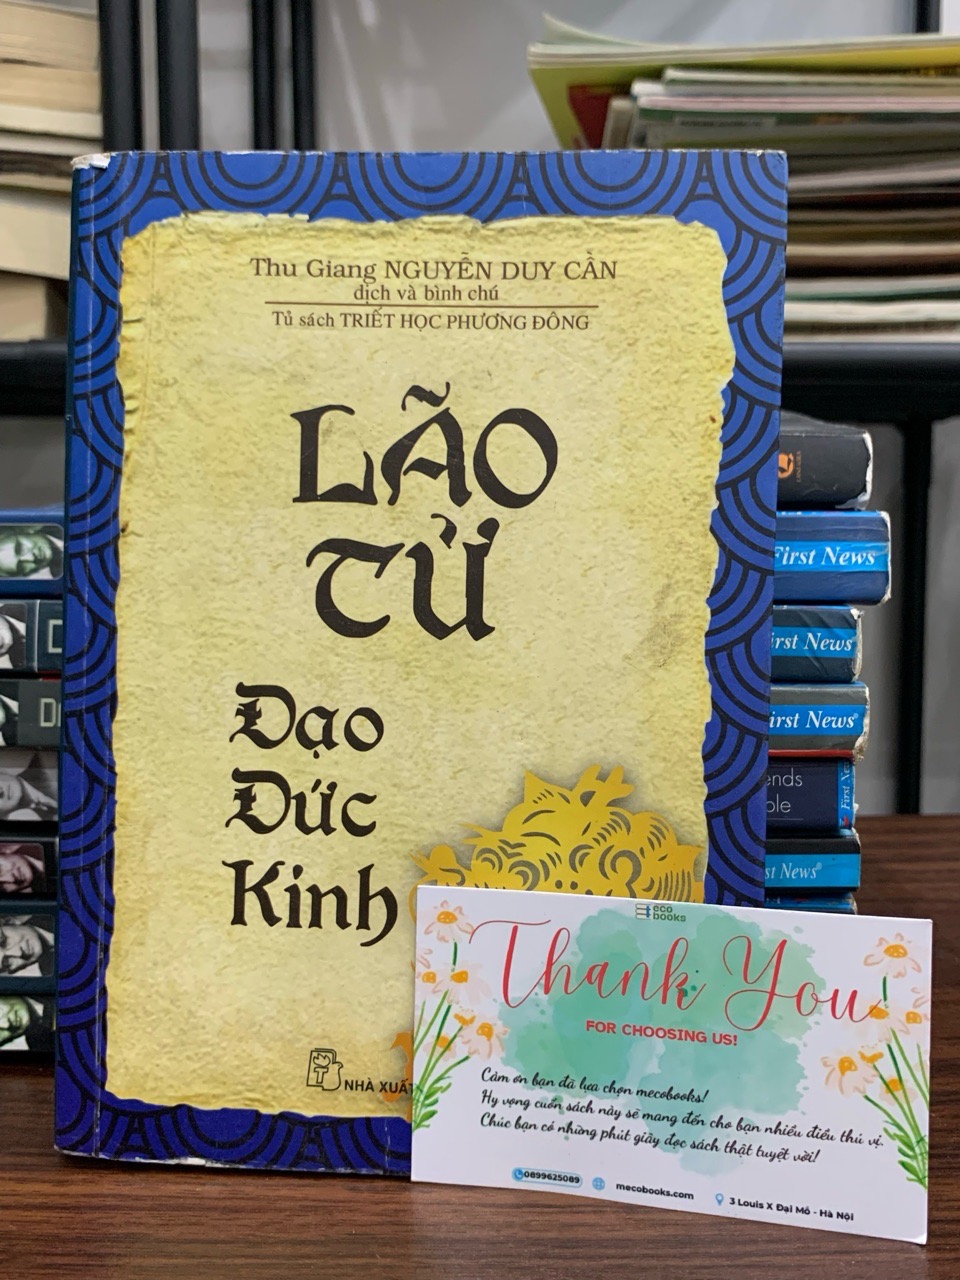 Thu Giang NGUYỄN DUY CẦN
dịch và bình chú
Tủ sách TRIẾT HỌC PHƯƠNG ĐÔNG
LÃO
TỬ
Đạo
Đức
Kinh
NHÀ XUẤT
First News
First News
First News
ends
ple
First News
st News
eco
books
Thank You
FOR CHOOSING US!
Cảm ơn bạn đã lựa chọn mecobooks!
Hy vọng cuốn sách này sẽ mang đến cho bạn nhiều điều thú vị.
Chúc bạn có những phút giây đọc sách thật tuyệt vời!
0899625089
mecobooks.com
3 Louis X Đại Mỗ - Hà Nội